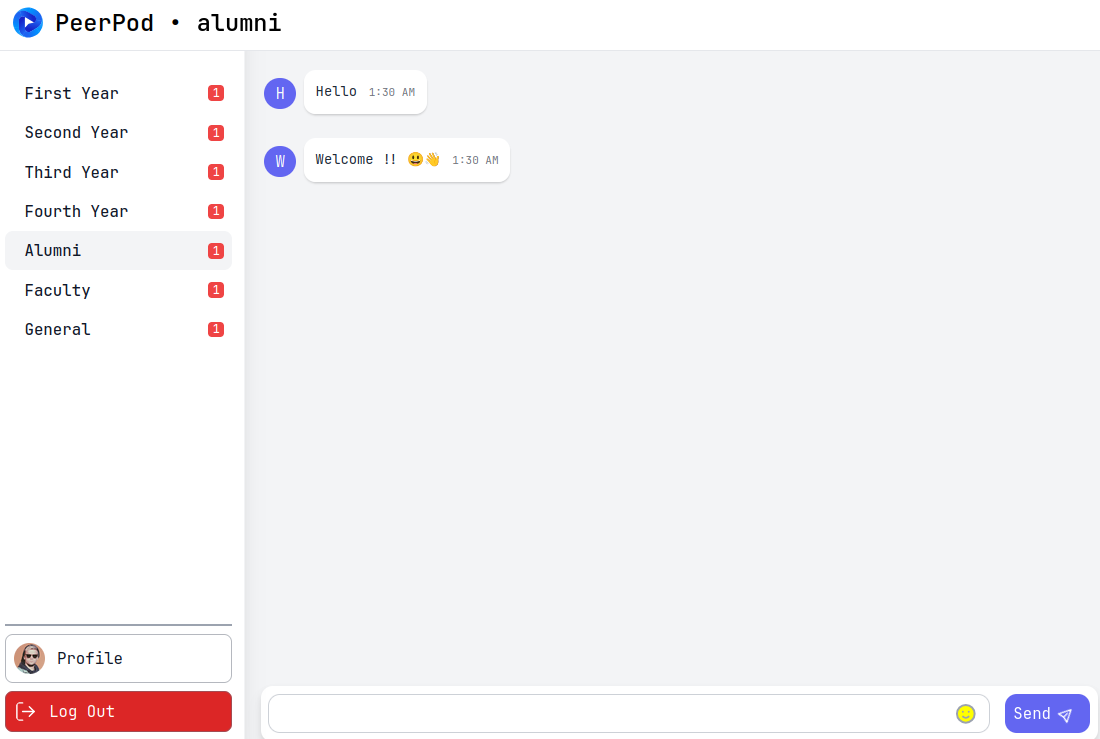 PeerPod • alumni
First Year 1
Second Year 1
Third Year 1
Fourth Year 1
Alumni 1
Faculty 1
General 1
Profile
Log Out
H Hello 1:30 AM
W Welcome !! 😃👋 1:30 AM
Send